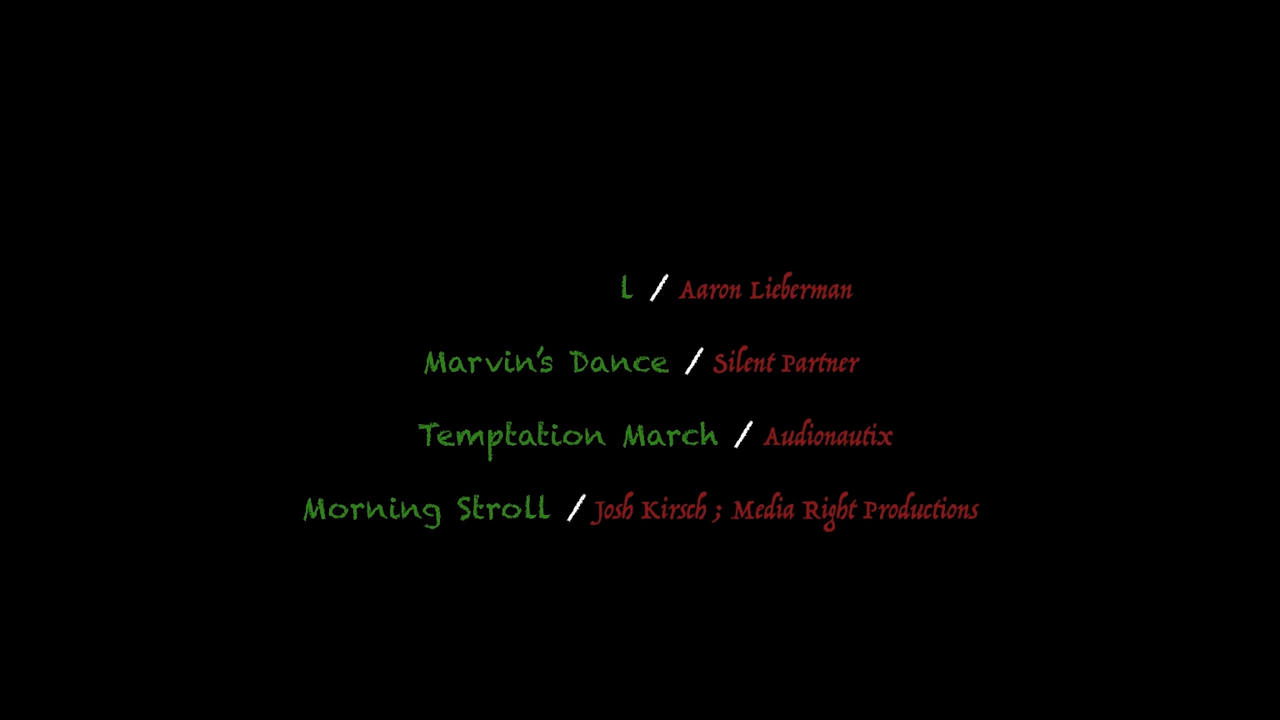 l / Aaron Lieberman
Marvin's Dance / Silent Partner
Temptation March / Audionautix
Morning Stroll / Josh Kirsch ; Media Right Productions